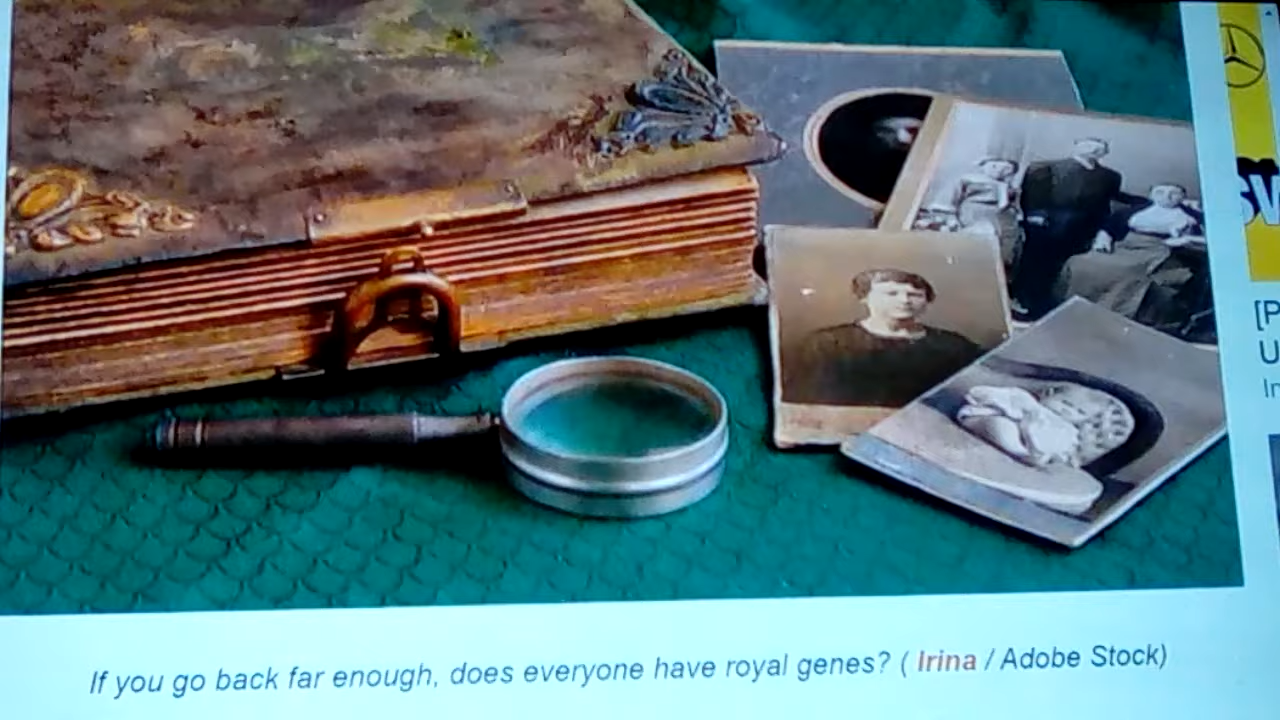 If you go back far enough, does everyone have royal genes? ( Irina / Adobe Stock)